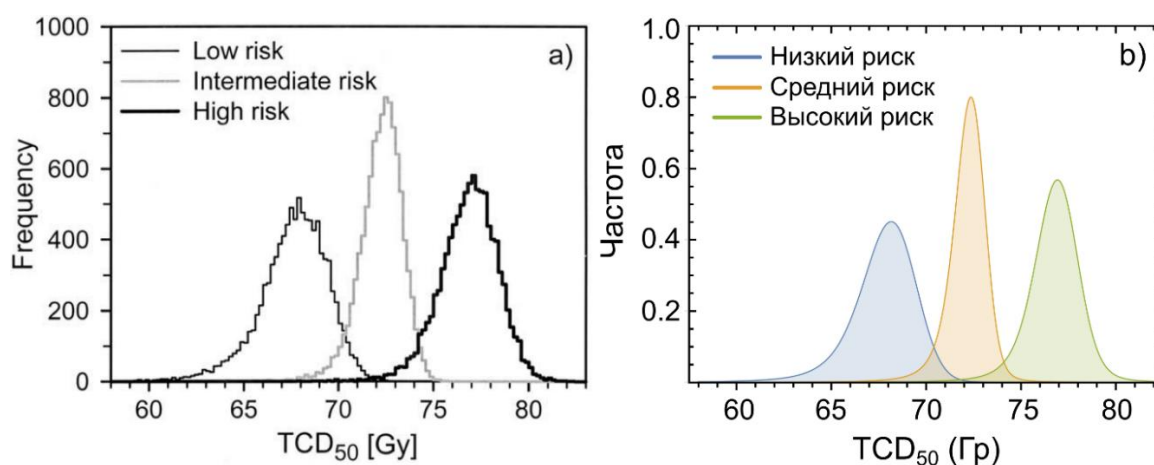 1000
800
600
400
200
0
Frequency
Low risk
Intermediate risk
High risk
a)
60 65 70 75 80
TCD50 [Gy]
1.0
0.8
0.6
0.4
0.2
Частота
Низкий риск
Средний риск
Высокий риск
b)
60 65 70 75 80
TCD50 (Гр)